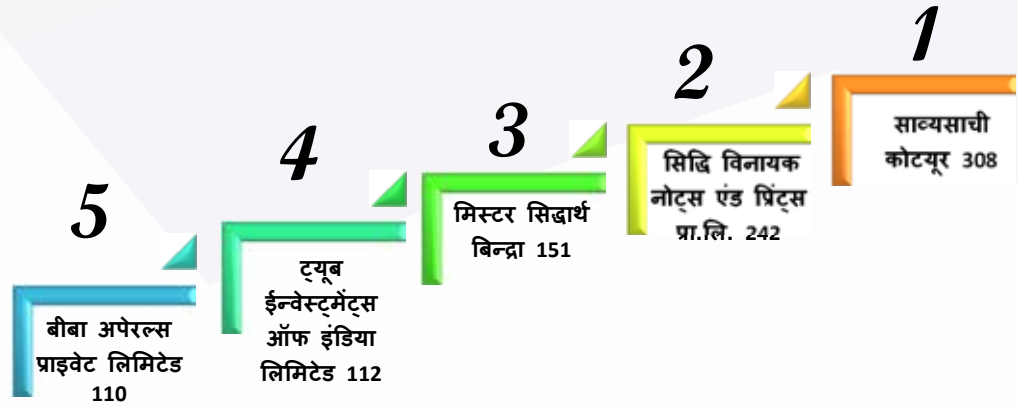 5
बीबा अपेरल्स
प्राइवेट लिमिटेड
110
4
ट्यूब
ईन्वेस्ट्मेंट्स
ऑफ इंडिया
लिमिटेड 112
3
मिस्टर सिद्धार्थ
बिन्द्रा 151
2
सिद्धि विनायक
नोट्स एंड प्रिंट्स
प्रा.लि. 242
1
साव्यसाची
कोटयूर 308